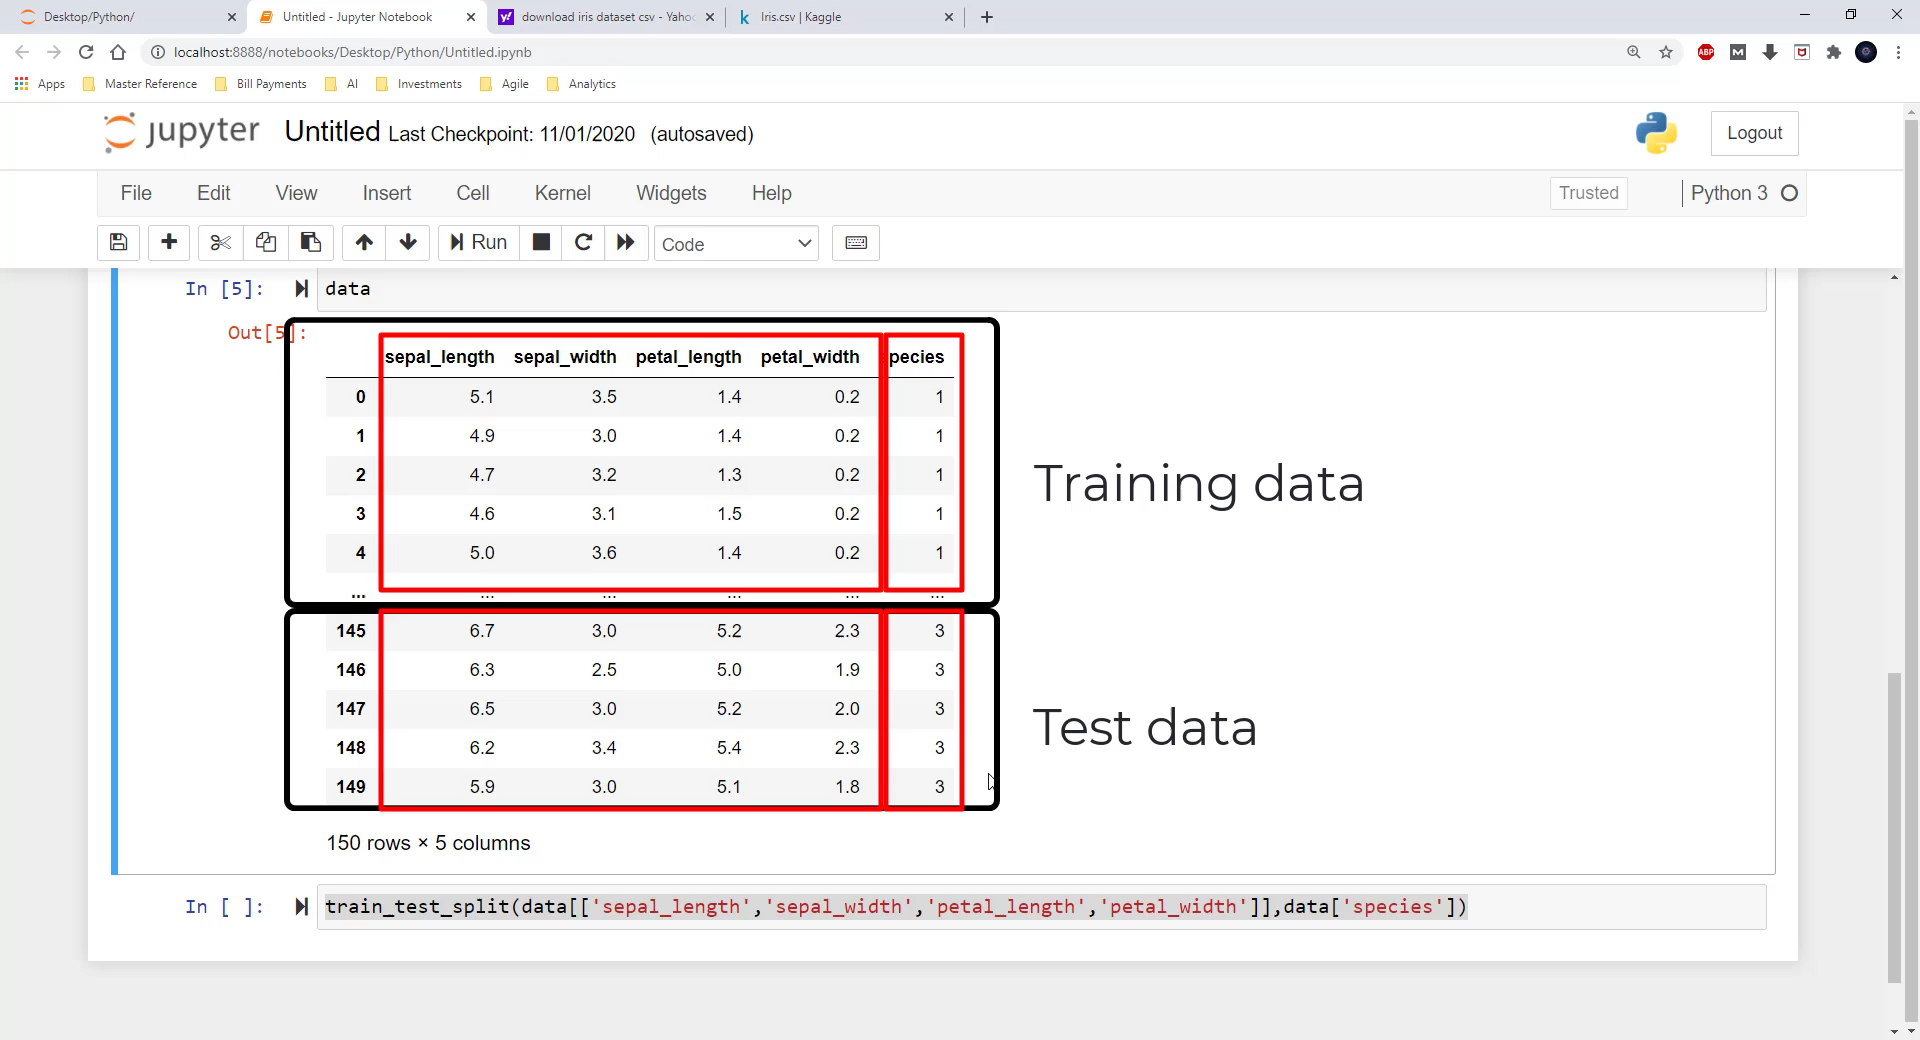 Desktop/Python/
Untitled - Jupyter Notebook
download iris dataset csv - Yahoo
Iris.csv | Kaggle
localhost:8888/notebooks/Desktop/Python/Untitled.ipynb
ABP
M
Apps
Master Reference
Bill Payments
AI
Investments
Agile
Analytics
jupyter Untitled Last Checkpoint: 11/01/2020 (autosaved)
Logout
File Edit View Insert Cell Kernel Widgets Help
Trusted
Python 3
Run
Code
In [5]: data
Out[5]:
sepal_length sepal_width petal_length petal_width pecies
0 5.1 3.5 1.4 0.2 1
1 4.9 3.0 1.4 0.2 1
2 4.7 3.2 1.3 0.2 1
3 4.6 3.1 1.5 0.2 1
4 5.0 3.6 1.4 0.2 1
... ... ... ... ... ...
Training data
145 6.7 3.0 5.2 2.3 3
146 6.3 2.5 5.0 1.9 3
147 6.5 3.0 5.2 2.0 3
148 6.2 3.4 5.4 2.3 3
149 5.9 3.0 5.1 1.8 3
Test data
150 rows × 5 columns
In [ ]: train_test_split(data[['sepal_length','sepal_width','petal_length','petal_width']],data['species'])